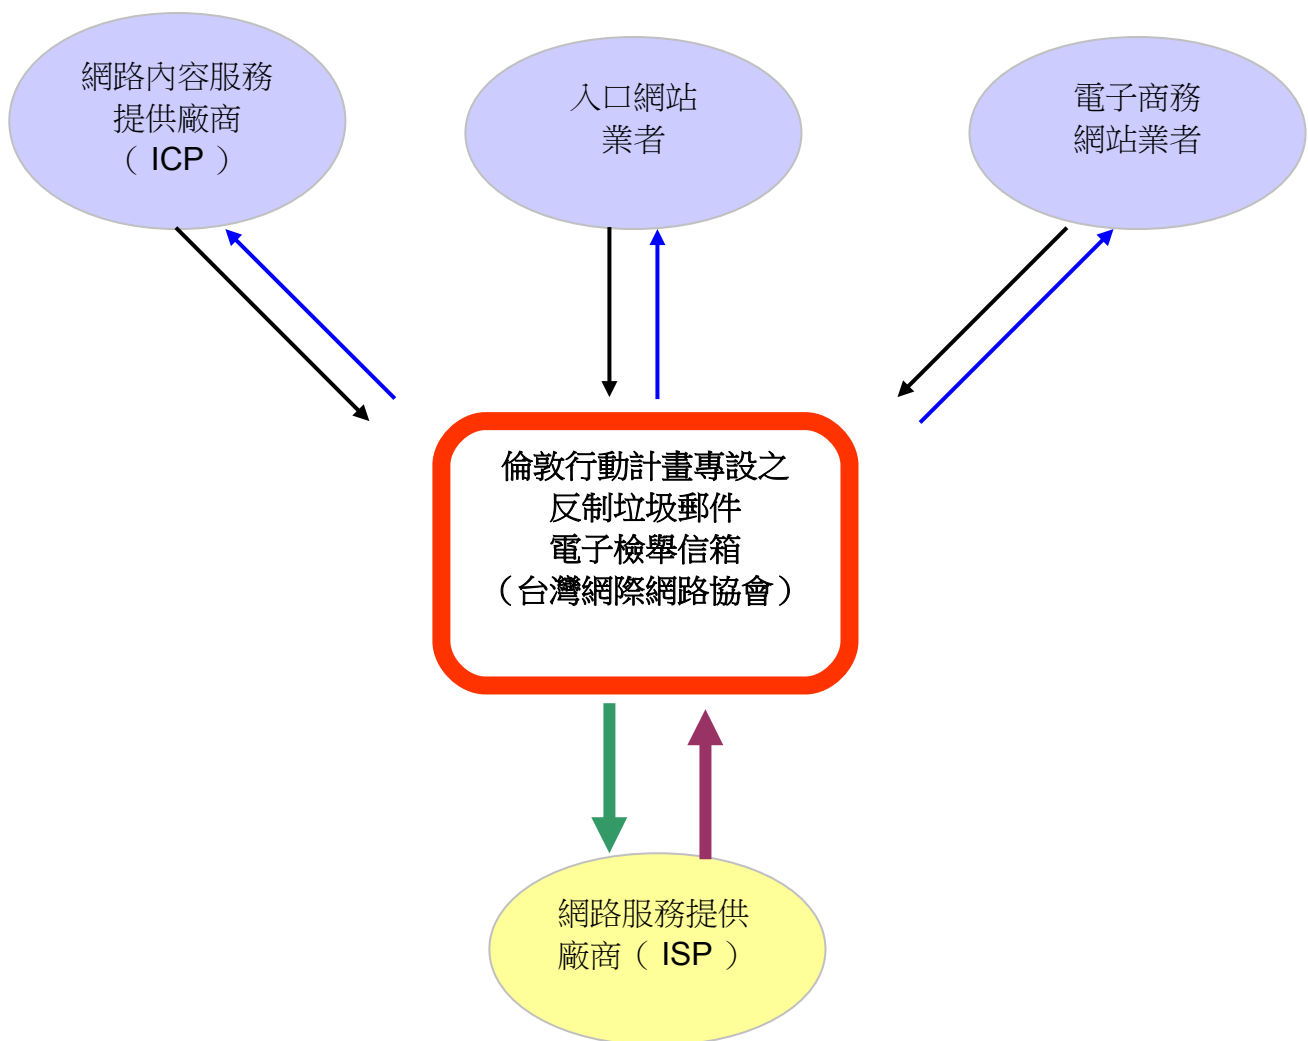 網路內容服務
提供廠商
（ ICP ）
入口網站
業者
電子商務
網站業者
倫敦行動計畫專設之
反制垃圾郵件
電子檢舉信箱
（台灣網際網路協會）
網路服務提供
廠商（ ISP ）